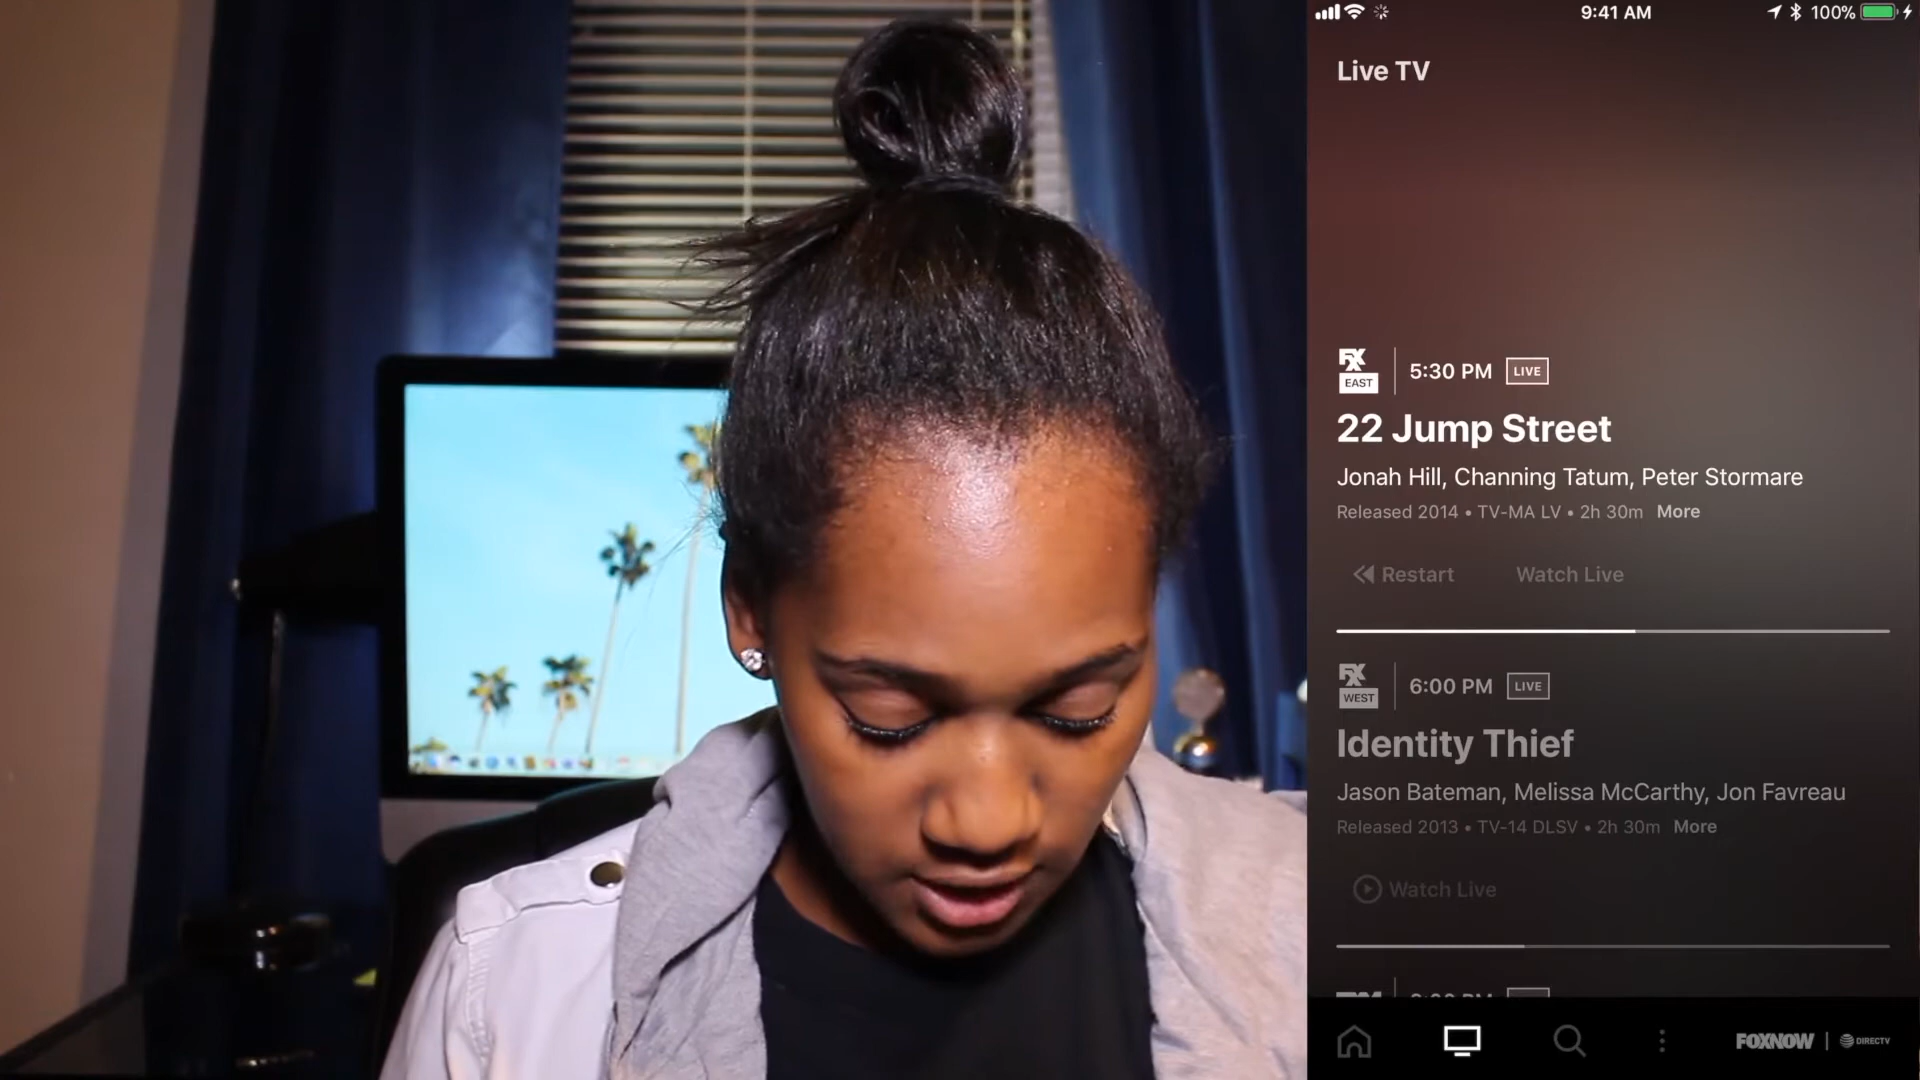 9:41 AM
100%
Live TV
FX EAST
5:30 PM
LIVE
22 Jump Street
Jonah Hill, Channing Tatum, Peter Stormare
Released 2014 • TV-MA LV • 2h 30m More
Restart
Watch Live
FX WEST
6:00 PM
LIVE
Identity Thief
Jason Bateman, Melissa McCarthy, Jon Favreau
Released 2013 • TV-14 DLSV • 2h 30m More
Watch Live
FOXNOW | DIRECTV